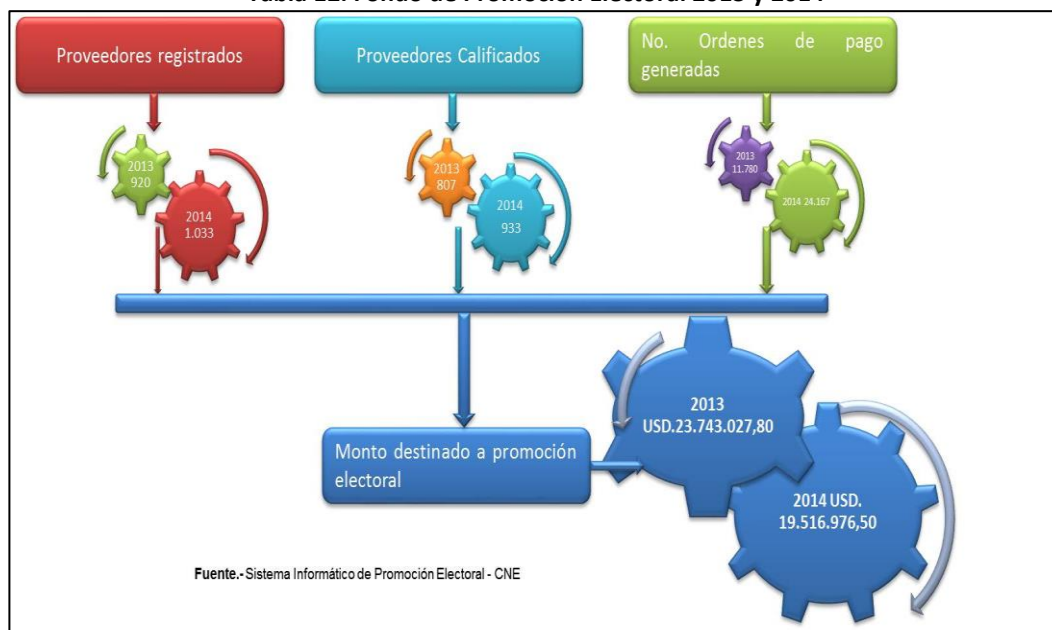 Fondo de Promoción Electoral 2013 y 2014
Proveedores registrados
Proveedores Calificados
No. Ordenes de pago
generadas
2013
920
2014
1.033
2013
807
2014
933
2013
11.780
2014 24.167
Monto destinado a promoción
electoral
2013
USD.23.743.027,80
2014 USD.
19.516.976,50
Fuente.- Sistema Informático de Promoción Electoral - CNE